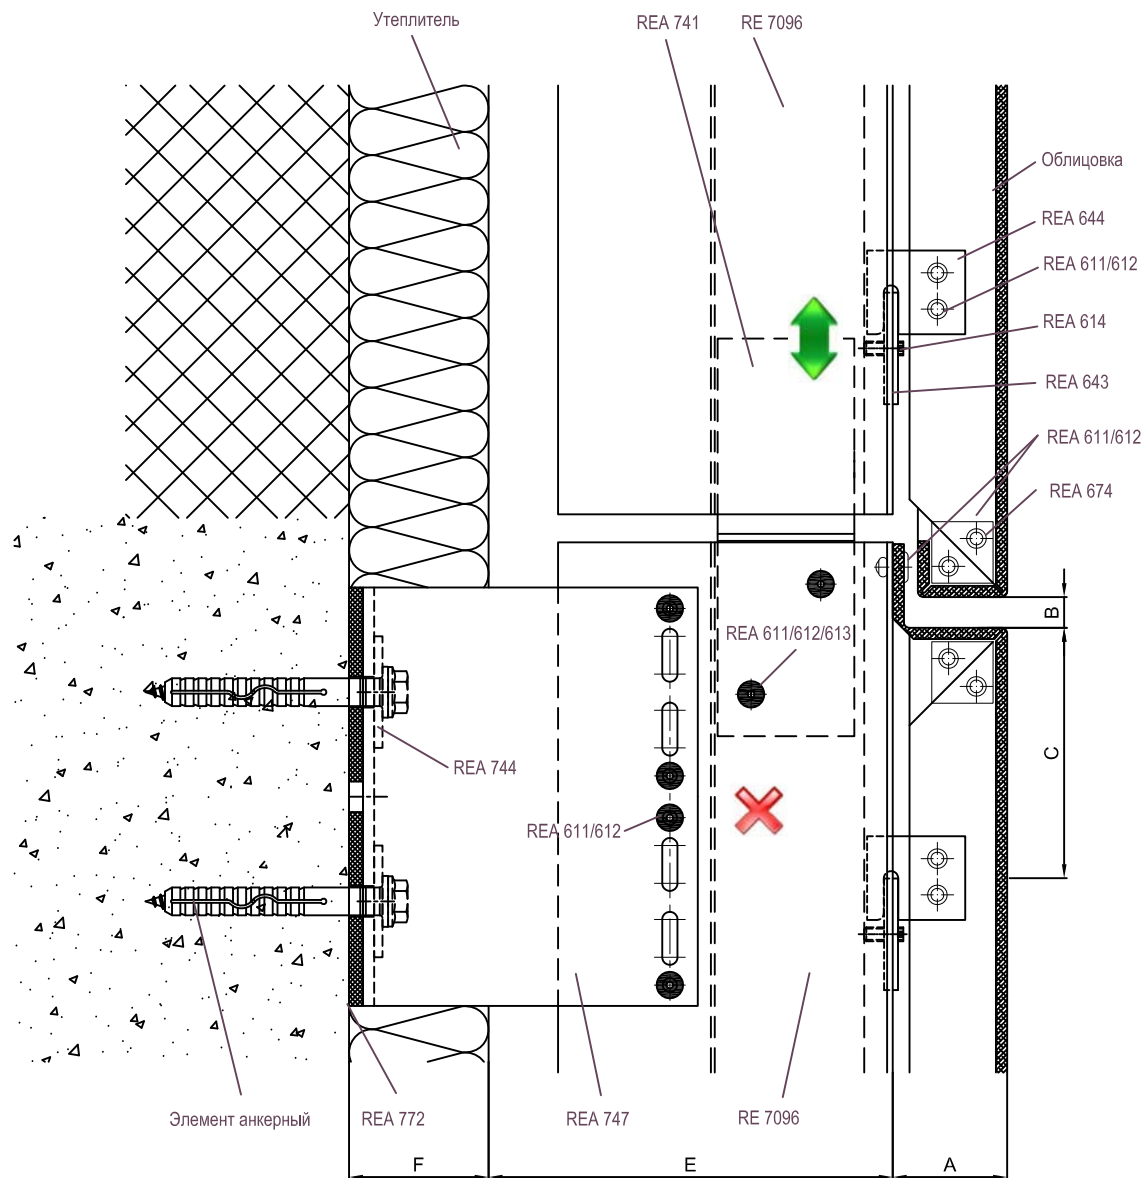 Утеплитель
REA 741
RE 7096
Облицовка
REA 644
REA 611/612
REA 614
REA 643
REA 611/612
REA 674
B
REA 611/612/613
C
REA 744
REA 611/612
Элемент анкерный
REA 772
REA 747
RE 7096
F
E
A